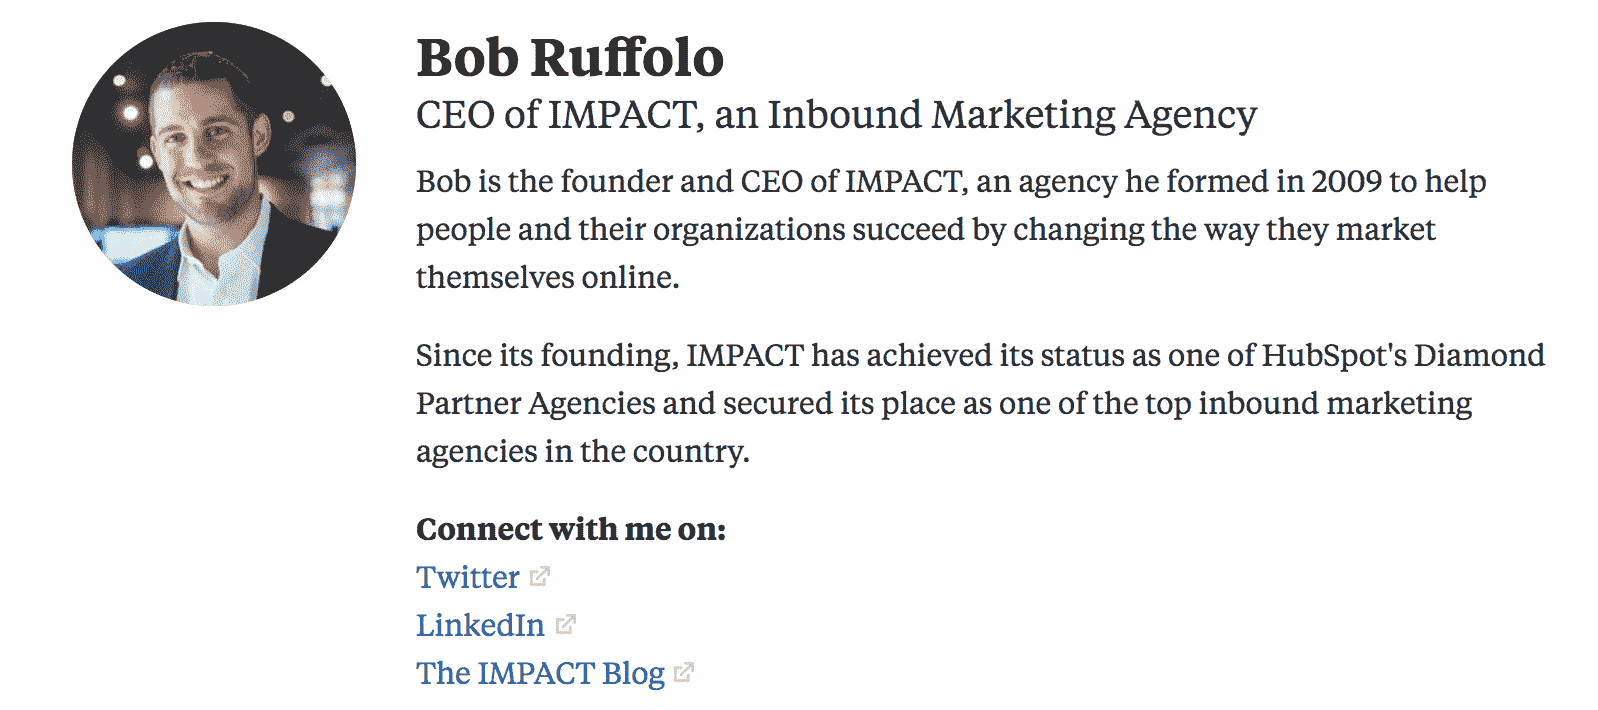 Bob Ruffolo
CEO of IMPACT, an Inbound Marketing Agency
Bob is the founder and CEO of IMPACT, an agency he formed in 2009 to help
people and their organizations succeed by changing the way they market
themselves online.
Since its founding, IMPACT has achieved its status as one of HubSpot's Diamond
Partner Agencies and secured its place as one of the top inbound marketing
agencies in the country.
Connect with me on:
Twitter
LinkedIn
The IMPACT Blog